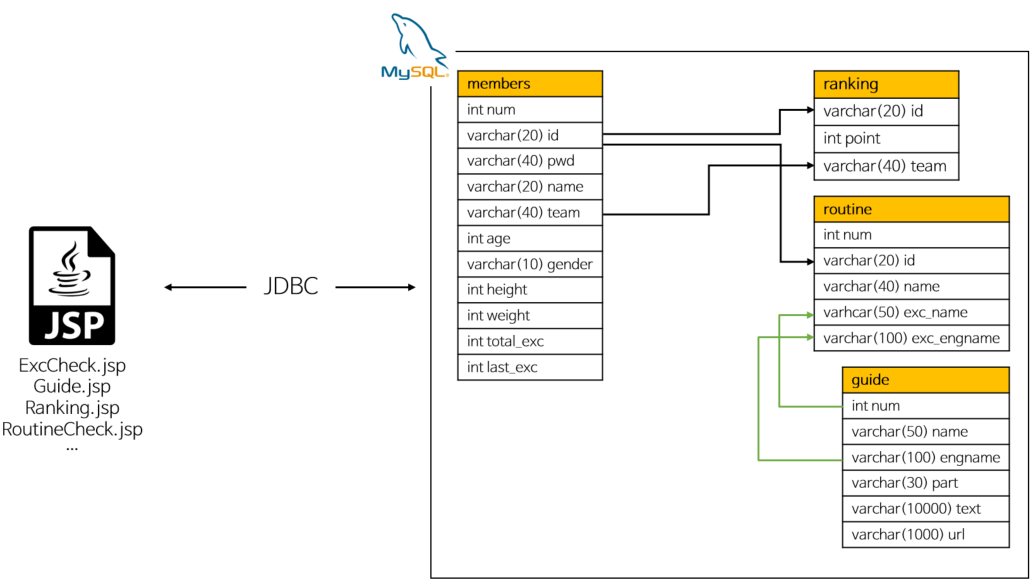 MySQL
members
int num
varchar(20) id
varchar(40) pwd
varchar(20) name
varchar(40) team
int age
varchar(10) gender
int height
int weight
int total_exc
int last_exc
ranking
varchar(20) id
int point
varchar(40) team
routine
int num
varchar(20) id
varchar(40) name
varhcar(50) exc_name
varchar(100) exc_engname
guide
int num
varchar(50) name
varchar(100) engname
varchar(30) part
varchar(10000) text
varchar(1000) url
JDBC
JSP
ExcCheck.jsp
Guide.jsp
Ranking.jsp
RoutineCheck.jsp
...